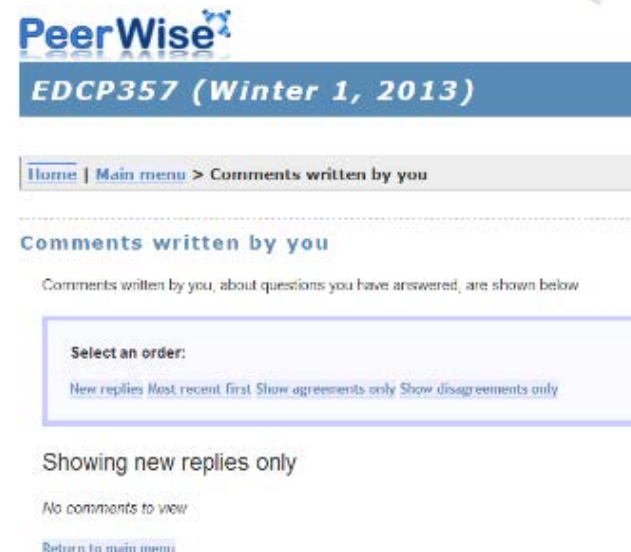 PeerWise
EDCP357 (Winter 1, 2013)
Home | Main menu > Comments written by you
Comments written by you
Comments written by you, about questions you have answered, are shown below
Select an order:
New replies Most recent first Show agreements only Show disagreements only
Showing new replies only
No comments to view
Return to main menu